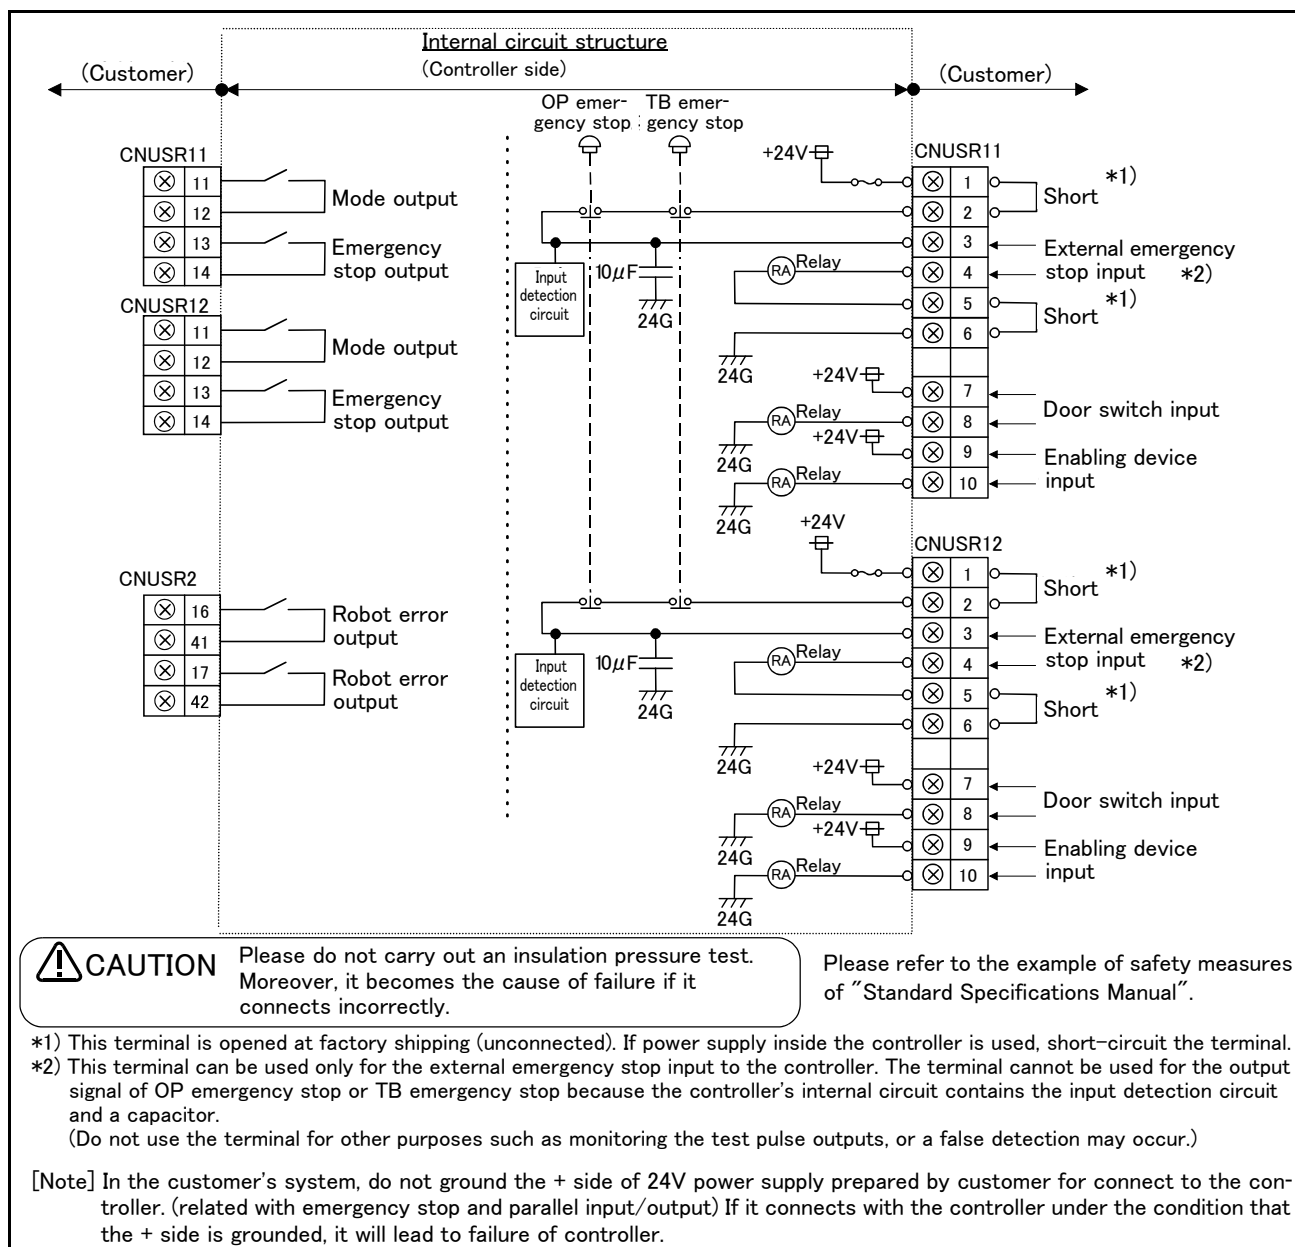 Internal circuit structure
(Controller side)
(Customer)
(Customer)
OP emer-
gency stop
TB emer-
gency stop
CNUSR11
11
12
13
14
Mode output
Emergency
stop output
CNUSR12
11
12
13
14
Mode output
Emergency
stop output
CNUSR2
16
41
17
42
Robot error
output
Robot error
output
+24V
CNUSR11
1
2
3
4
5
6
7
8
9
10
Short *1)
External emergency
stop input *2)
Short *1)
Door switch input
Enabling device
input
Input
detection
circuit
10μF
24G
RA Relay
24G
+24V
RA Relay
24G
+24V
RA Relay
24G
+24V
CNUSR12
1
2
3
4
5
6
7
8
9
10
Short *1)
External emergency
stop input *2)
Short *1)
Door switch input
Enabling device
input
Input
detection
circuit
10μF
24G
RA Relay
24G
+24V
RA Relay
24G
+24V
RA Relay
24G
CAUTION
Please do not carry out an insulation pressure test.
Moreover, it becomes the cause of failure if it
connects incorrectly.
Please refer to the example of safety measures
of "Standard Specifications Manual".
*1) This terminal is opened at factory shipping (unconnected). If power supply inside the controller is used, short-circuit the terminal.
*2) This terminal can be used only for the external emergency stop input to the controller. The terminal cannot be used for the output
signal of OP emergency stop or TB emergency stop because the controller's internal circuit contains the input detection circuit
and a capacitor.
(Do not use the terminal for other purposes such as monitoring the test pulse outputs, or a false detection may occur.)
[Note] In the customer's system, do not ground the + side of 24V power supply prepared by customer for connect to the con-
troller. (related with emergency stop and parallel input/output) If it connects with the controller under the condition that
the + side is grounded, it will lead to failure of controller.